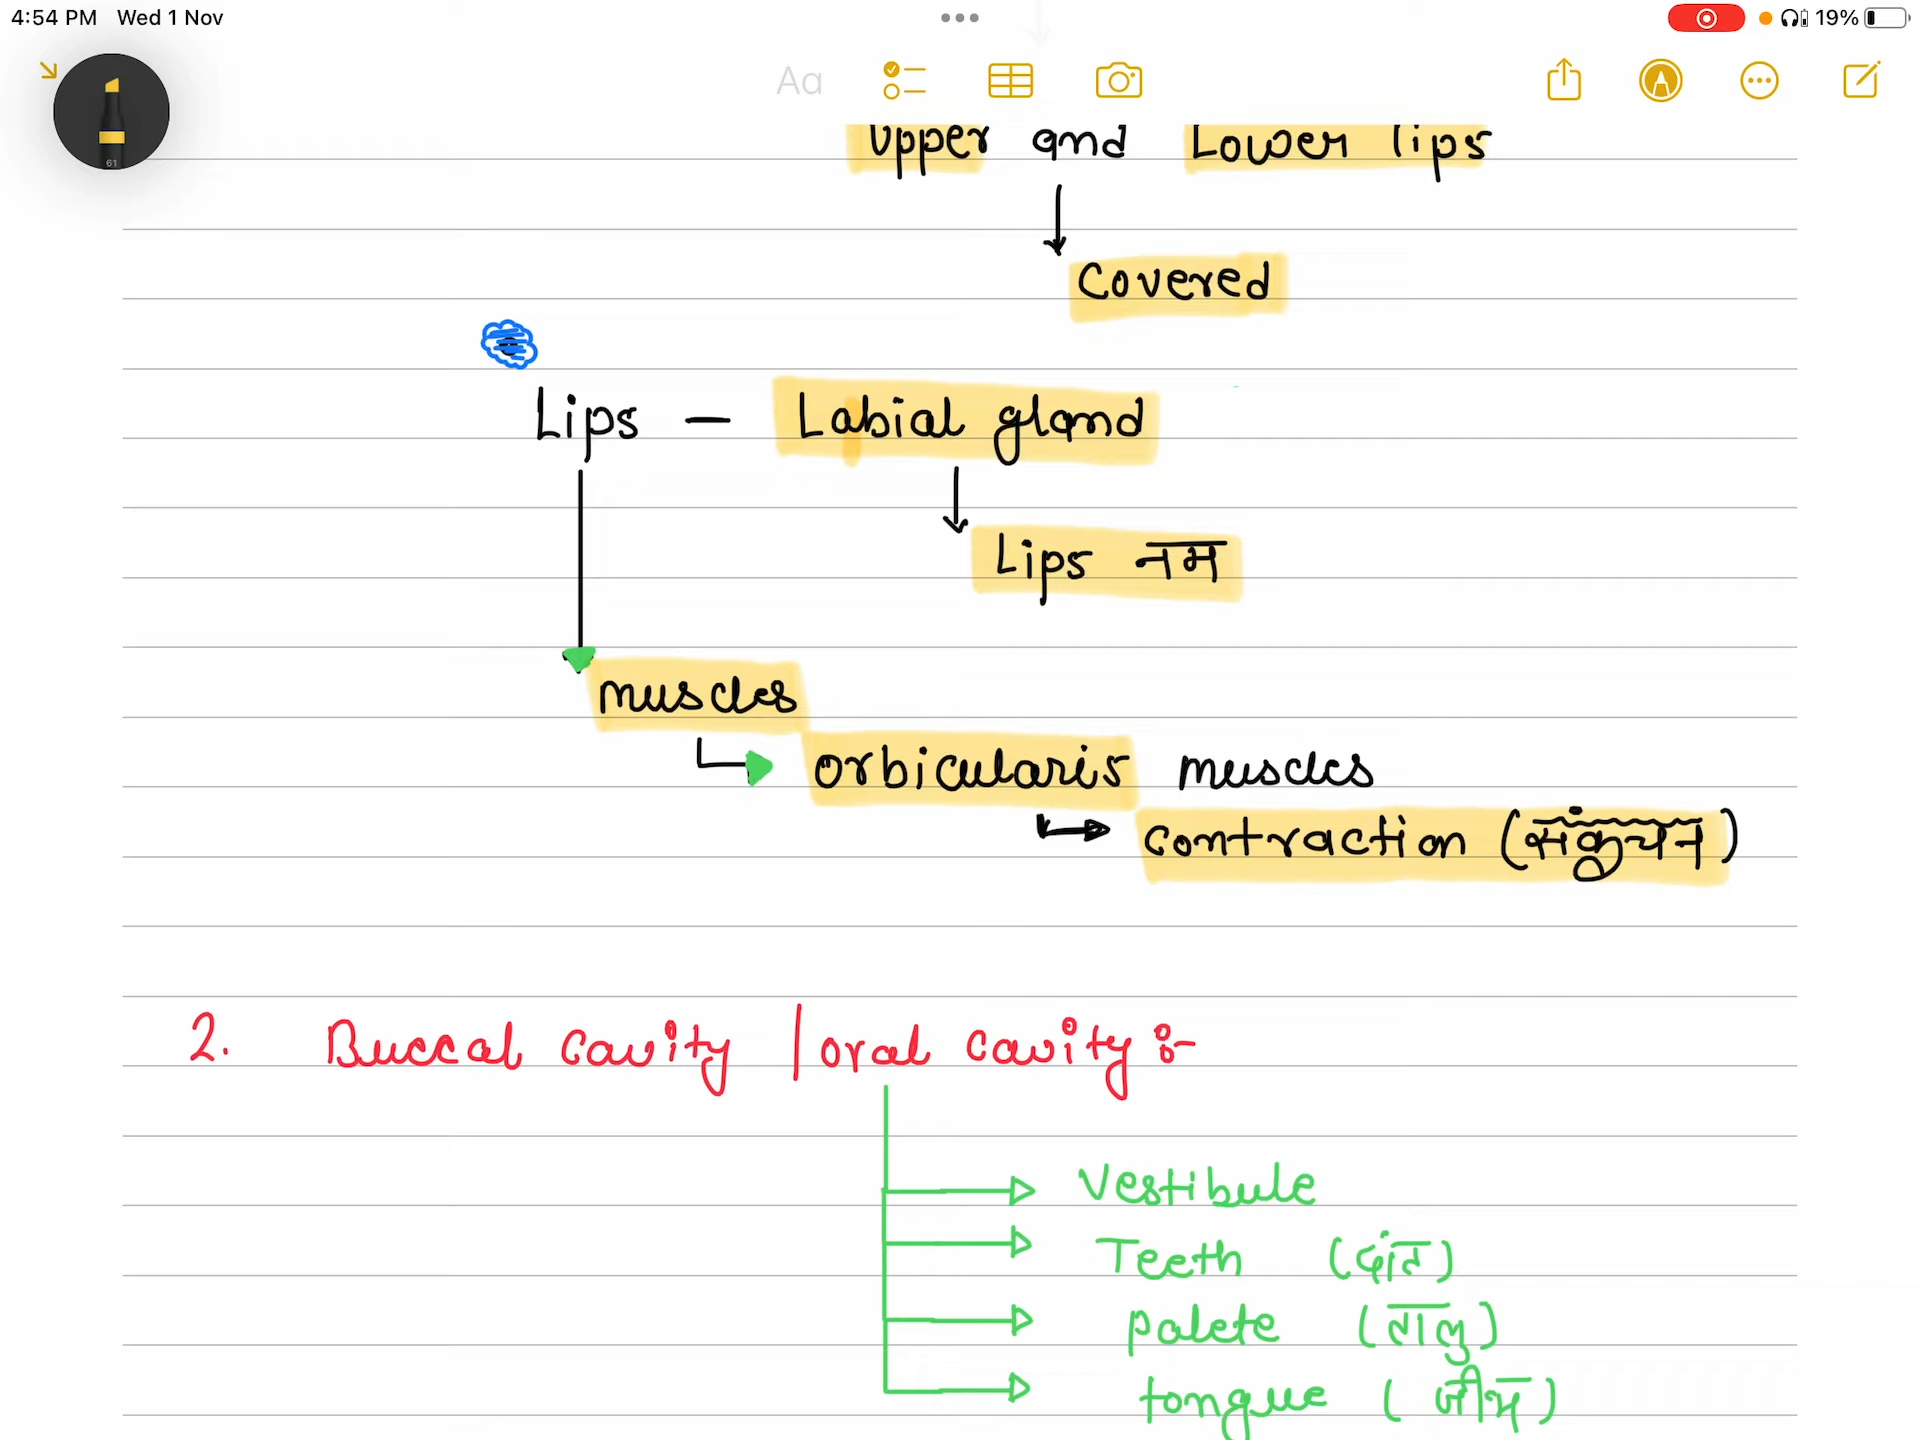 4:54 PM Wed 1 Nov
19%
Aa
61
Upper and Lower lips
Covered
Lips – Labial gland
Lips नम
muscles
orbicularis muscles
contraction (संकुचन)
2. Buccal cavity / oral cavity :-
Vestibule
Teeth (दांत)
palete (तालु)
tongue (जीभ)